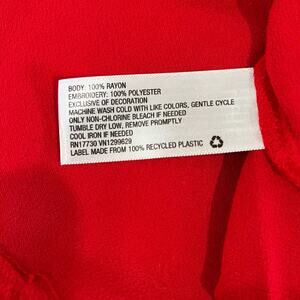 BODY: 100% RAYON
EMBROIDERY: 100% POLYESTER
EXCLUSIVE OF DECORATION
MACHINE WASH COLD WITH LIKE COLORS, GENTLE CYCLE
ONLY NON-CHLORINE BLEACH IF NEEDED
TUMBLE DRY LOW, REMOVE PROMPTLY
COOL IRON IF NEEDED
RN17730 VN1299629
LABEL MADE FROM 100% RECYCLED PLASTIC